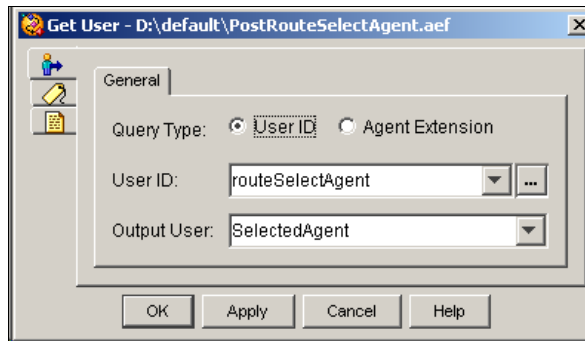 Get User - D:\default\PostRouteSelectAgent.aef
General
Query Type: User ID Agent Extension
User ID: routeSelectAgent ...
Output User: SelectedAgent
OK Apply Cancel Help